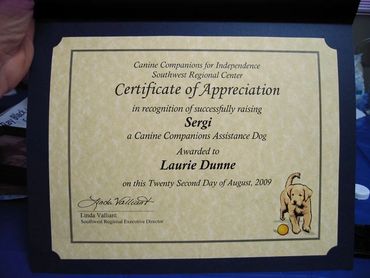 Canine Companions for Independence
Southwest Regional Center
Certificate of Appreciation
in recognition of successfully raising
Sergi
a Canine Companions Assistance Dog
Awarded to
Laurie Dunne
on this Twenty Second Day of August, 2009
Linda Valliant
Linda Valliant
Southwest Regional Executive Director